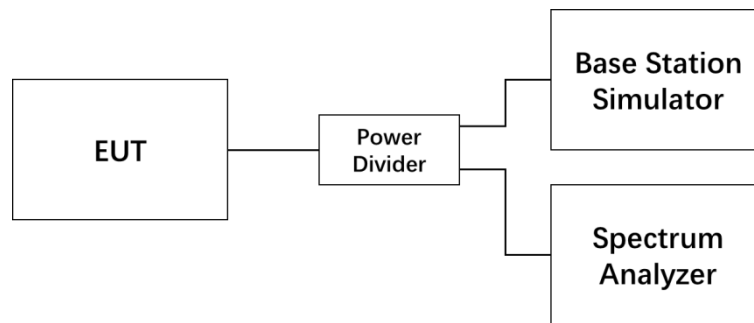 EUT
Power
Divider
Base Station
Simulator
Spectrum
Analyzer